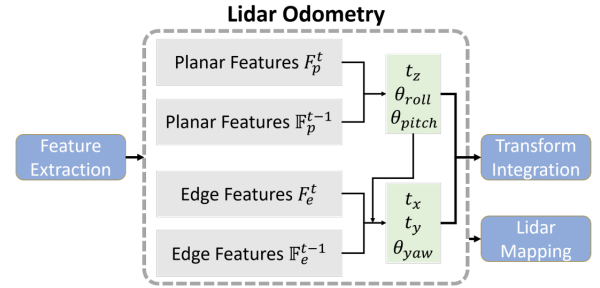 Lidar Odometry
Planar Features $F_p^t$
Planar Features $\mathbb{F}_p^{t-1}$
$t_z$
$\theta_{roll}$
$\theta_{pitch}$
Feature
Extraction
Transform
Integration
Edge Features $F_e^t$
Edge Features $\mathbb{F}_e^{t-1}$
$t_x$
$t_y$
$\theta_{yaw}$
Lidar
Mapping